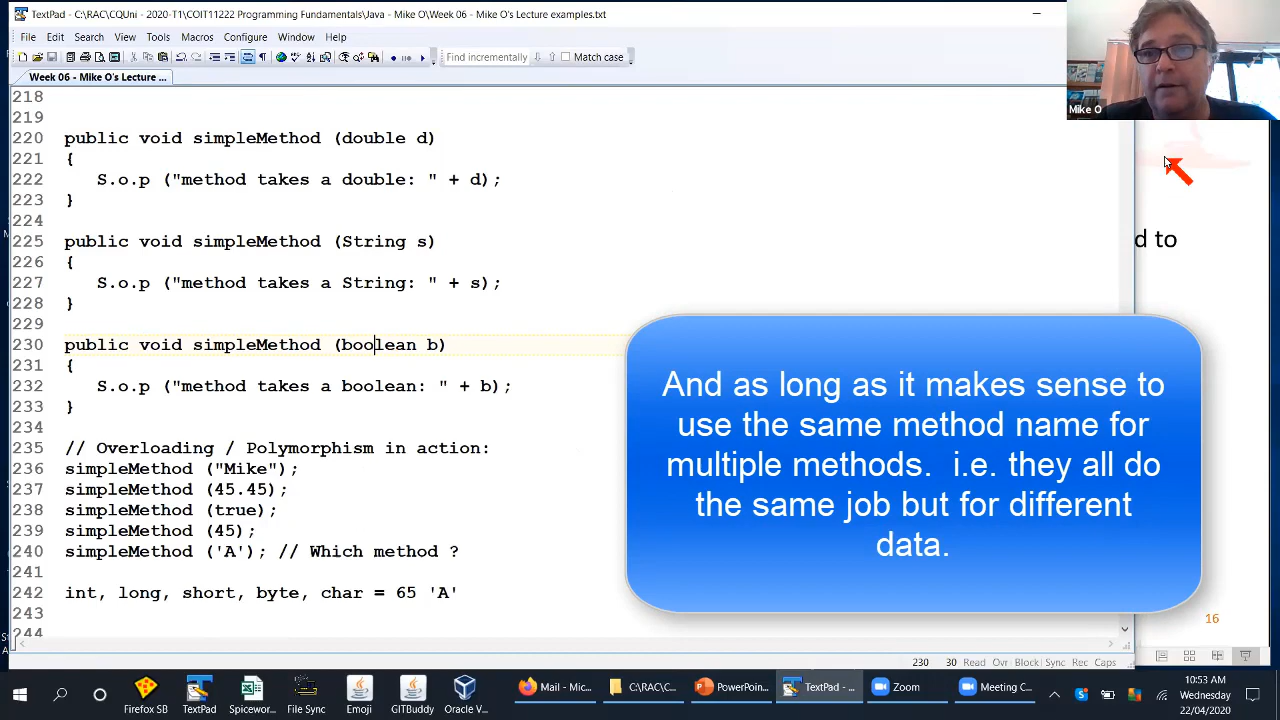 TextPad - C:\RAC\CQUni - 2020-T1\COIT11222 Programming Fundamentals\Java - Mike O\Week 06 - Mike O's Lecture examples.txt
File Edit Search View Tools Macros Configure Window Help
Find incrementally Match case
Week 06 - Mike O's Lecture ...
Mike O
218
219
220 public void simpleMethod (double d)
221 {
222 S.o.p ("method takes a double: " + d);
223 }
224
225 public void simpleMethod (String s)
226 {
227 S.o.p ("method takes a String: " + s);
228 }
229
230 public void simpleMethod (boolean b)
231 {
232 S.o.p ("method takes a boolean: " + b);
233 }
234
235 // Overloading / Polymorphism in action:
236 simpleMethod ("Mike");
237 simpleMethod (45.45);
238 simpleMethod (true);
239 simpleMethod (45);
240 simpleMethod ('A'); // Which method ?
241
242 int, long, short, byte, char = 65 'A'
243
244
d to
And as long as it makes sense to
use the same method name for
multiple methods. i.e. they all do
the same job but for different
data.
16
230 30 Read Ovr Block Sync Rec Caps
Firefox SB TextPad Spicewor... File Sync Emoji GITBuddy Oracle V...
Mail - Mic... C:\RAC\C... PowerPoin... TextPad - ... Zoom Meeting C...
10:53 AM
Wednesday
22/04/2020